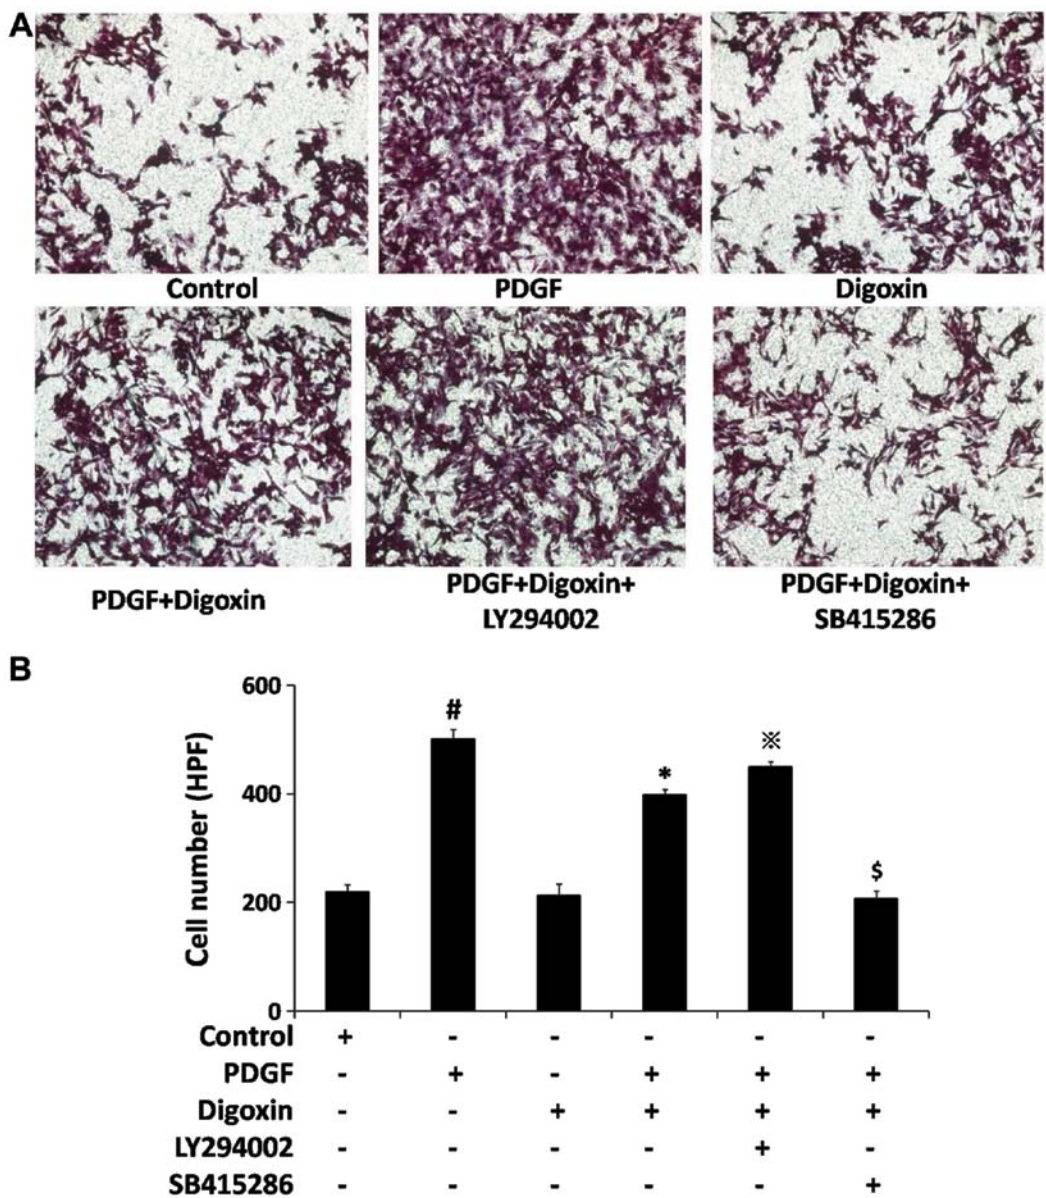 A
Control PDGF Digoxin
PDGF+Digoxin PDGF+Digoxin+ PDGF+Digoxin+
LY294002 SB415286
B
600
400
200
0
Cell number (HPF)
# * ※ $
Control + - - - - -
PDGF - + - + + +
Digoxin - - + + + +
LY294002 - - - - + -
SB415286 - - - - - +